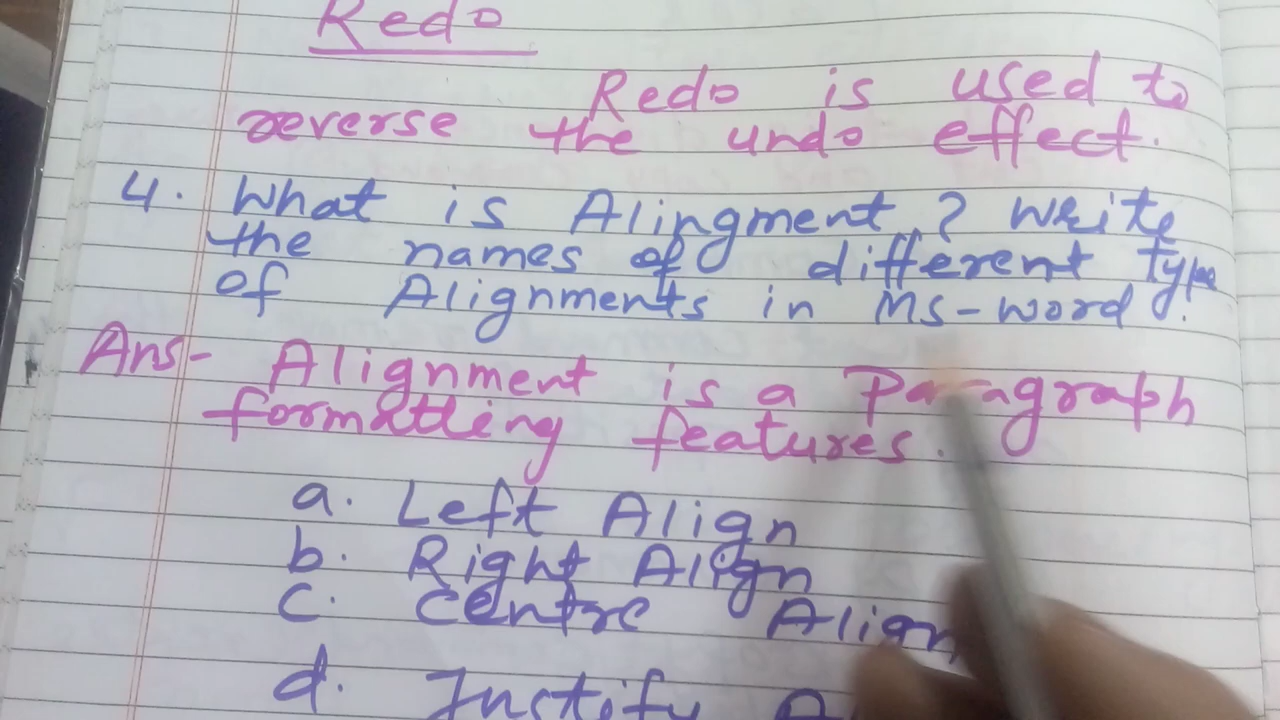 Redo
Redo is used to
reverse the undo effect.
4. What is Alingment? Write
the names of different type
of Alignments in MS-word.
Ans- Alignment is a Paragraph
formatting features.
a. Left Align
b. Right Align
c. Centre Align
d. Justify